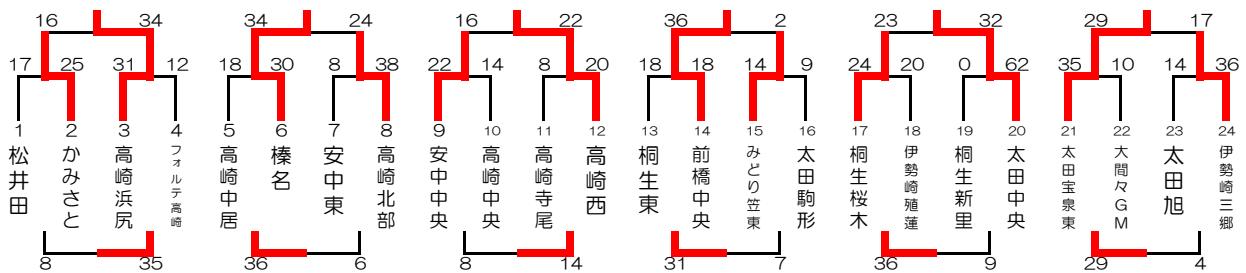 16 34 34 24 16 22 36 2 23 32 29 17
17 25 31 12 18 30 8 38 22 14 8 20 18 18 14 9 24 20 0 62 35 10 14 36
1 2 3 4 5 6 7 8 9 10 11 12 13 14 15 16 17 18 19 20 21 22 23 24
松井田
かみさと
高崎浜尻
フォルテ高崎
高崎中居
榛名
安中東
高崎北部
安中中央
高崎中央
高崎寺尾
高崎西
桐生東
前橋中央
みどり笠東
太田駒形
桐生桜木
伊勢崎殖蓮
桐生新里
太田中央
太田宝泉東
大間々GM
太田旭
伊勢崎三郷
8 35 36 6 8 14 31 7 36 9 29 4